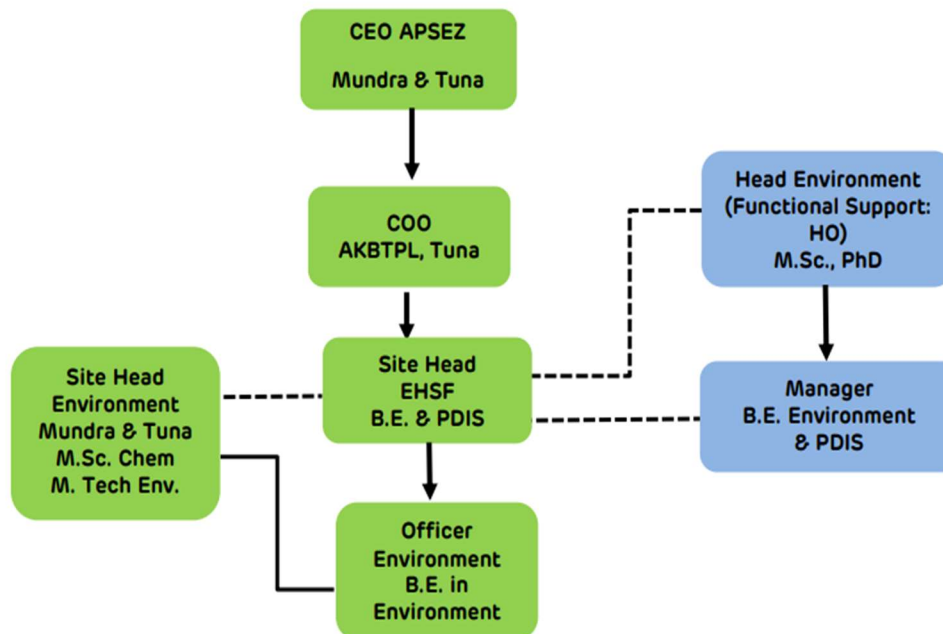 CEO APSEZ
Mundra & Tuna
COO
AKBTPL, Tuna
Head Environment
(Functional Support:
HO)
M.Sc., PhD
Site Head
Environment
Mundra & Tuna
M.Sc. Chem
M. Tech Env.
Site Head
EHSF
B.E. & PDIS
Manager
B.E. Environment
& PDIS
Officer
Environment
B.E. in
Environment